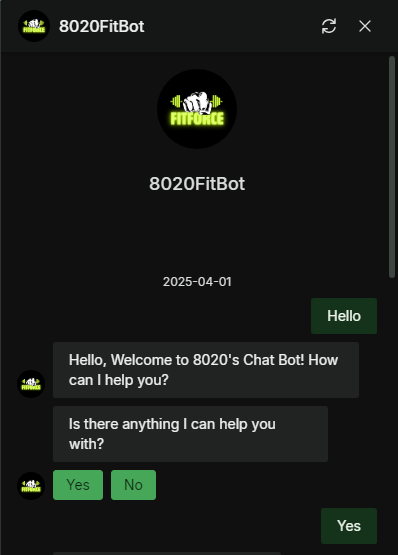 8020FitBot
FITFORCE
8020FitBot
2025-04-01
Hello
Hello, Welcome to 8020's Chat Bot! How
can I help you?
Is there anything I can help you
with?
Yes No
Yes